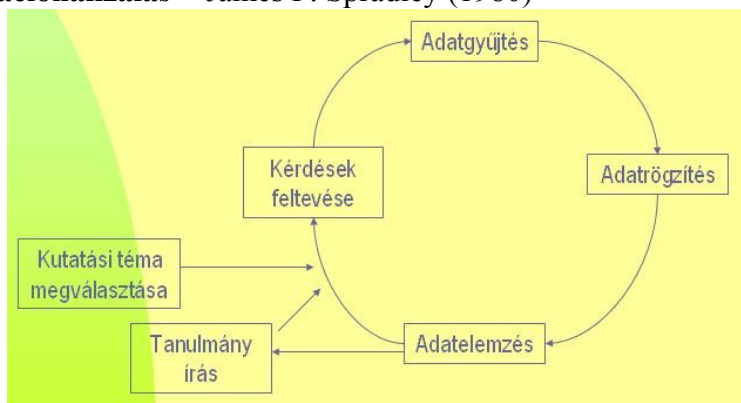 James P. Spradley (1980)
Adatgyűjtés
Kérdések
feltevése
Adatrögzítés
Kutatási téma
megválasztása
Tanulmány
írás
Adatelemzés